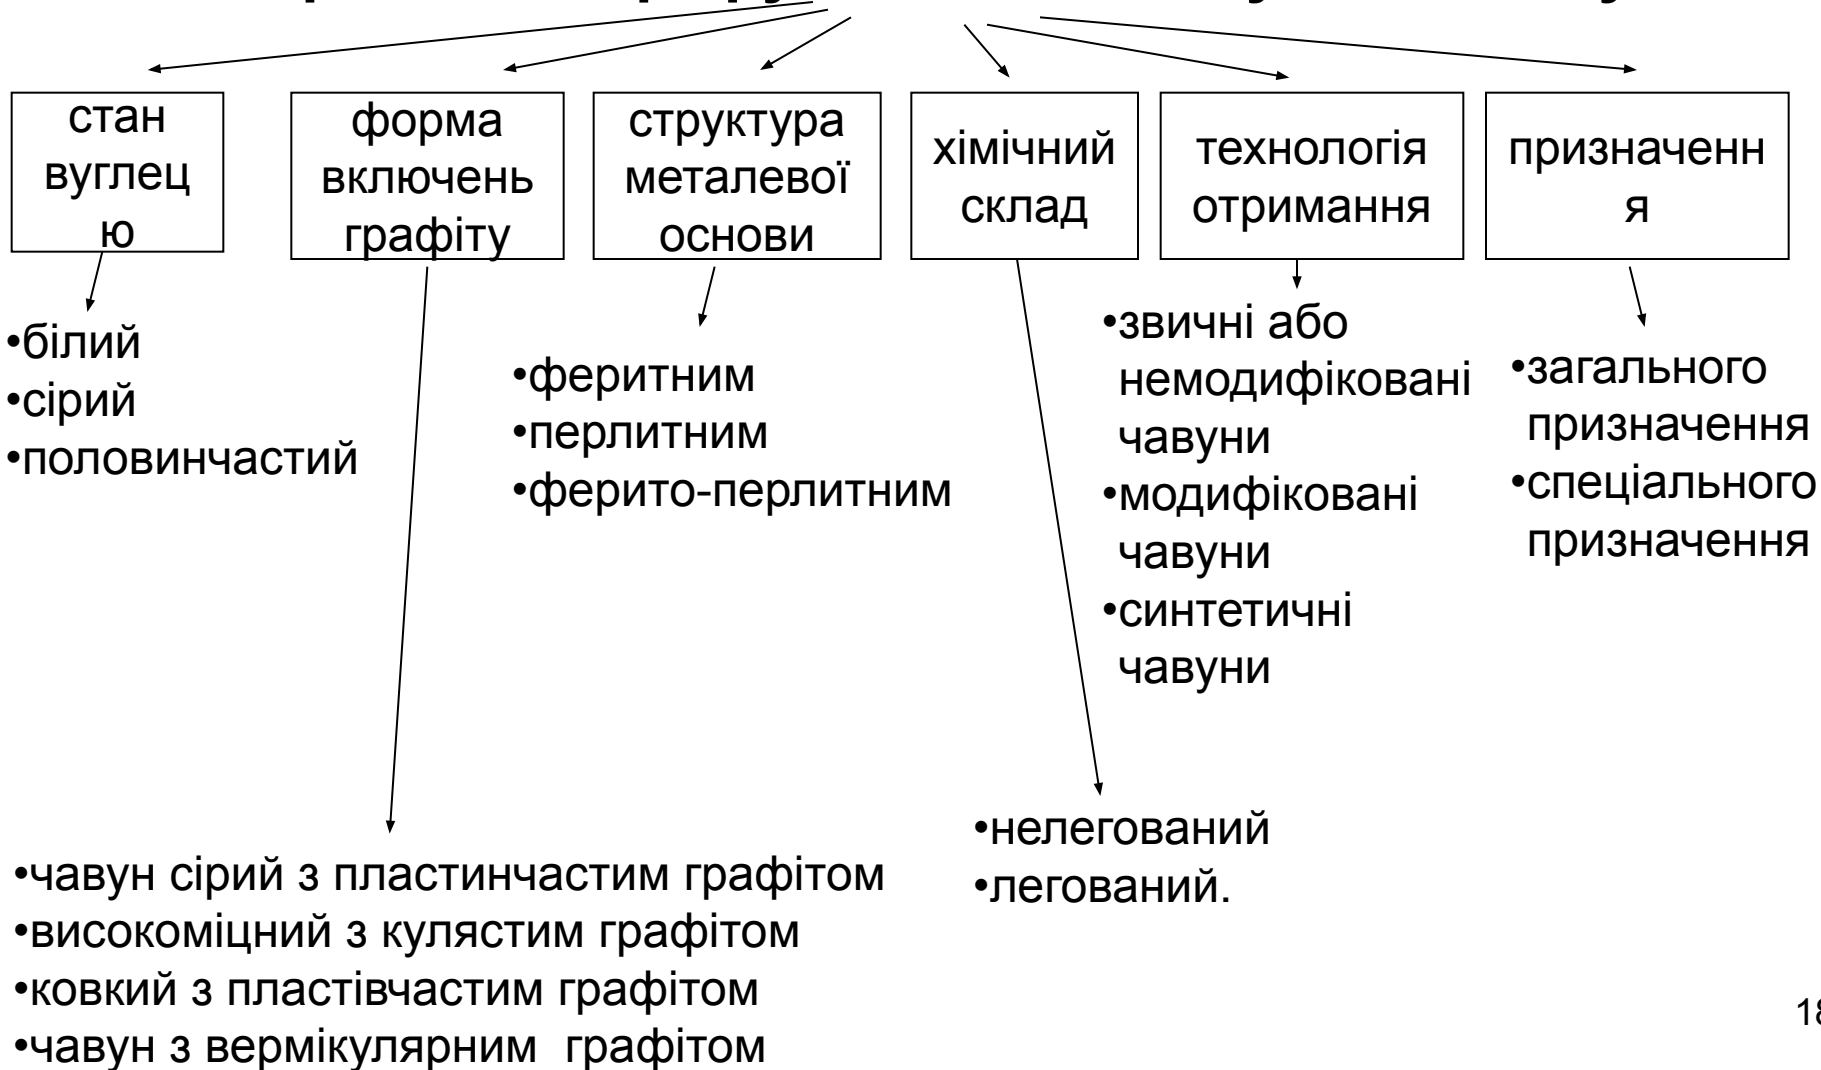 стан
вуглец
ю
форма
включень
графіту
структура
металевої
основи
хімічний
склад
технологія
отримання
призначенн
я
•білий
•сірий
•половинчастий
•феритним
•перлитним
•ферито-перлитним
•звичні або
немодифіковані
чавуни
•модифіковані
чавуни
•синтетичні
чавуни
•загального
призначення
•спеціального
призначення
•нелегований
•легований.
•чавун сірий з пластинчастим графітом
•високоміцний з кулястим графітом
•ковкий з пластівчастим графітом
•чавун з вермікулярним графітом
18